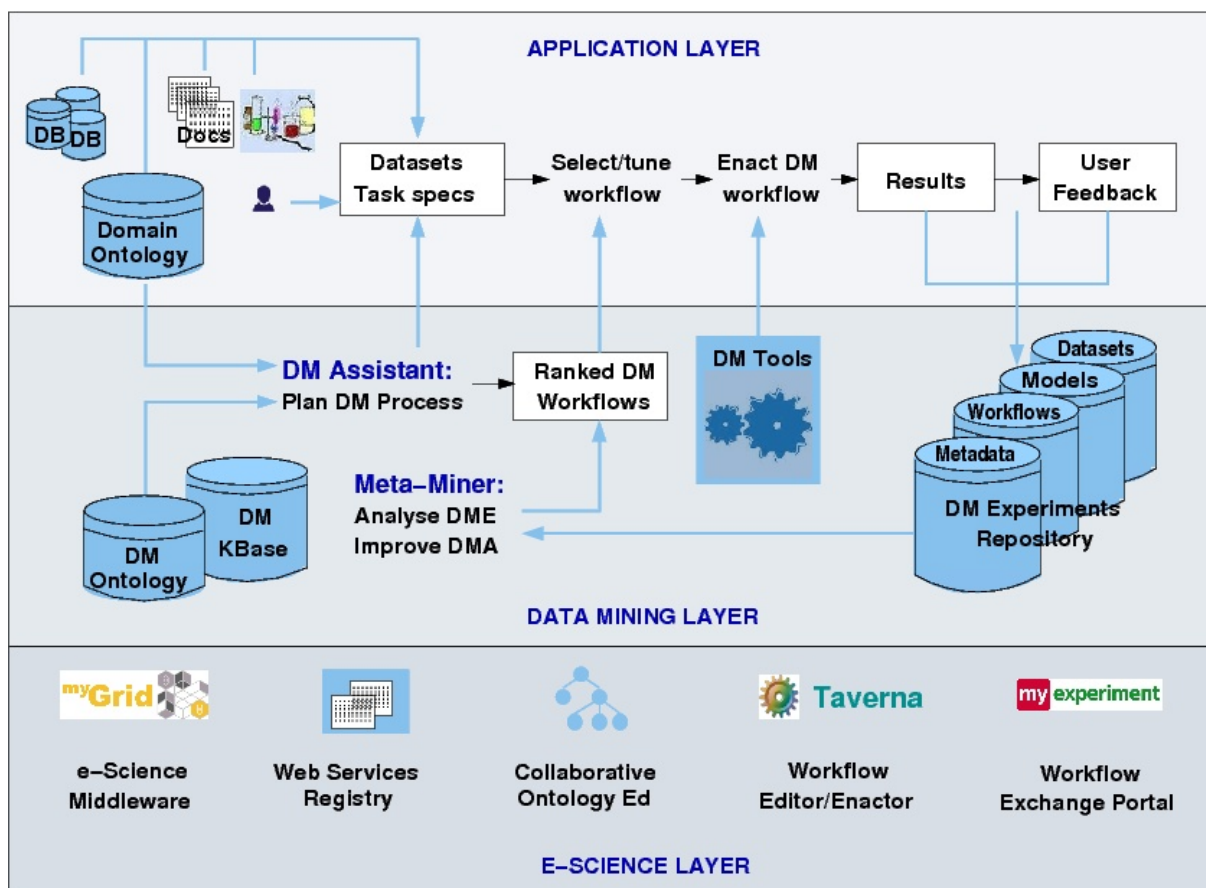 APPLICATION LAYER
DB
DB
Docs
Domain
Ontology
Datasets
Task specs
Select/tune
workflow
Enact DM
workflow
Results
User
Feedback
DM Assistant:
Plan DM Process
Ranked DM
Workflows
DM Tools
Datasets
Models
Workflows
Metadata
DM Experiments
Repository
Meta–Miner:
Analyse DME
Improve DMA
DM
KBase
DM
Ontology
DATA MINING LAYER
myGrid
Taverna
my experiment
e–Science
Middleware
Web Services
Registry
Collaborative
Ontology Ed
Workflow
Editor/Enactor
Workflow
Exchange Portal
E–SCIENCE LAYER